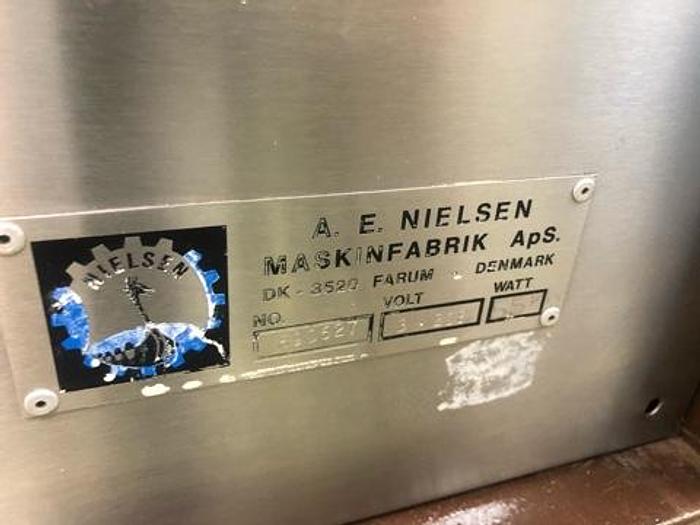 NIELSEN
A. E. NIELSEN
MASKINFABRIK ApS.
DK - 3520 FARUM - DENMARK
NO. VOLT WATT